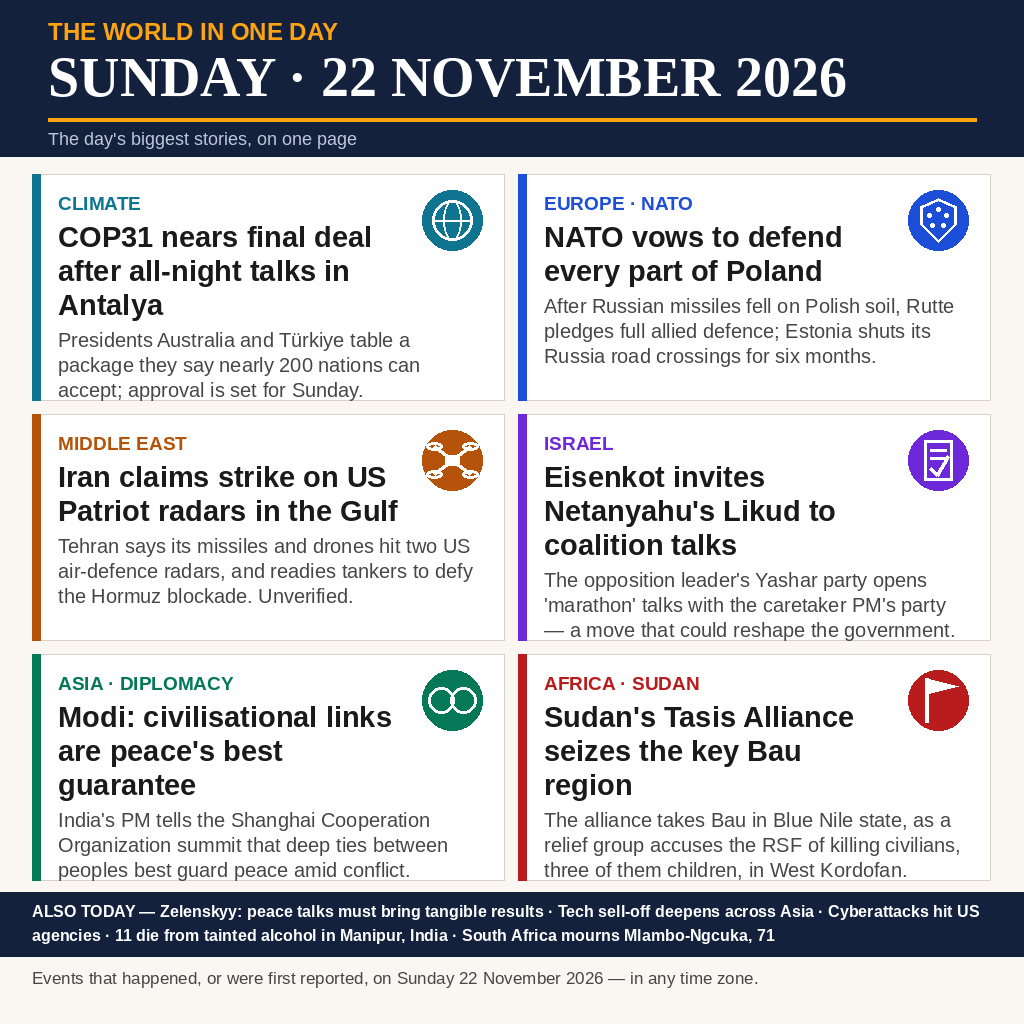 THE WORLD IN ONE DAY
SUNDAY · 22 NOVEMBER 2026
The day's biggest stories, on one page
CLIMATE
COP31 nears final deal
after all-night talks in
Antalya
Presidents Australia and Türkiye table a
package they say nearly 200 nations can
accept; approval is set for Sunday.
EUROPE · NATO
NATO vows to defend
every part of Poland
After Russian missiles fell on Polish soil, Rutte
pledges full allied defence; Estonia shuts its
Russia road crossings for six months.
MIDDLE EAST
Iran claims strike on US
Patriot radars in the Gulf
Tehran says its missiles and drones hit two US
air-defence radars, and readies tankers to defy
the Hormuz blockade. Unverified.
ISRAEL
Eisenkot invites
Netanyahu's Likud to
coalition talks
The opposition leader's Yashar party opens
'marathon' talks with the caretaker PM's party
— a move that could reshape the government.
ASIA · DIPLOMACY
Modi: civilisational links
are peace's best
guarantee
India's PM tells the Shanghai Cooperation
Organization summit that deep ties between
peoples best guard peace amid conflict.
AFRICA · SUDAN
Sudan's Tasis Alliance
seizes the key Bau
region
The alliance takes Bau in Blue Nile state, as a
relief group accuses the RSF of killing civilians,
three of them children, in West Kordofan.
ALSO TODAY — Zelenskyy: peace talks must bring tangible results · Tech sell-off deepens across Asia · Cyberattacks hit US
agencies · 11 die from tainted alcohol in Manipur, India · South Africa mourns Mlambo-Ngcuka, 71
Events that happened, or were first reported, on Sunday 22 November 2026 — in any time zone.